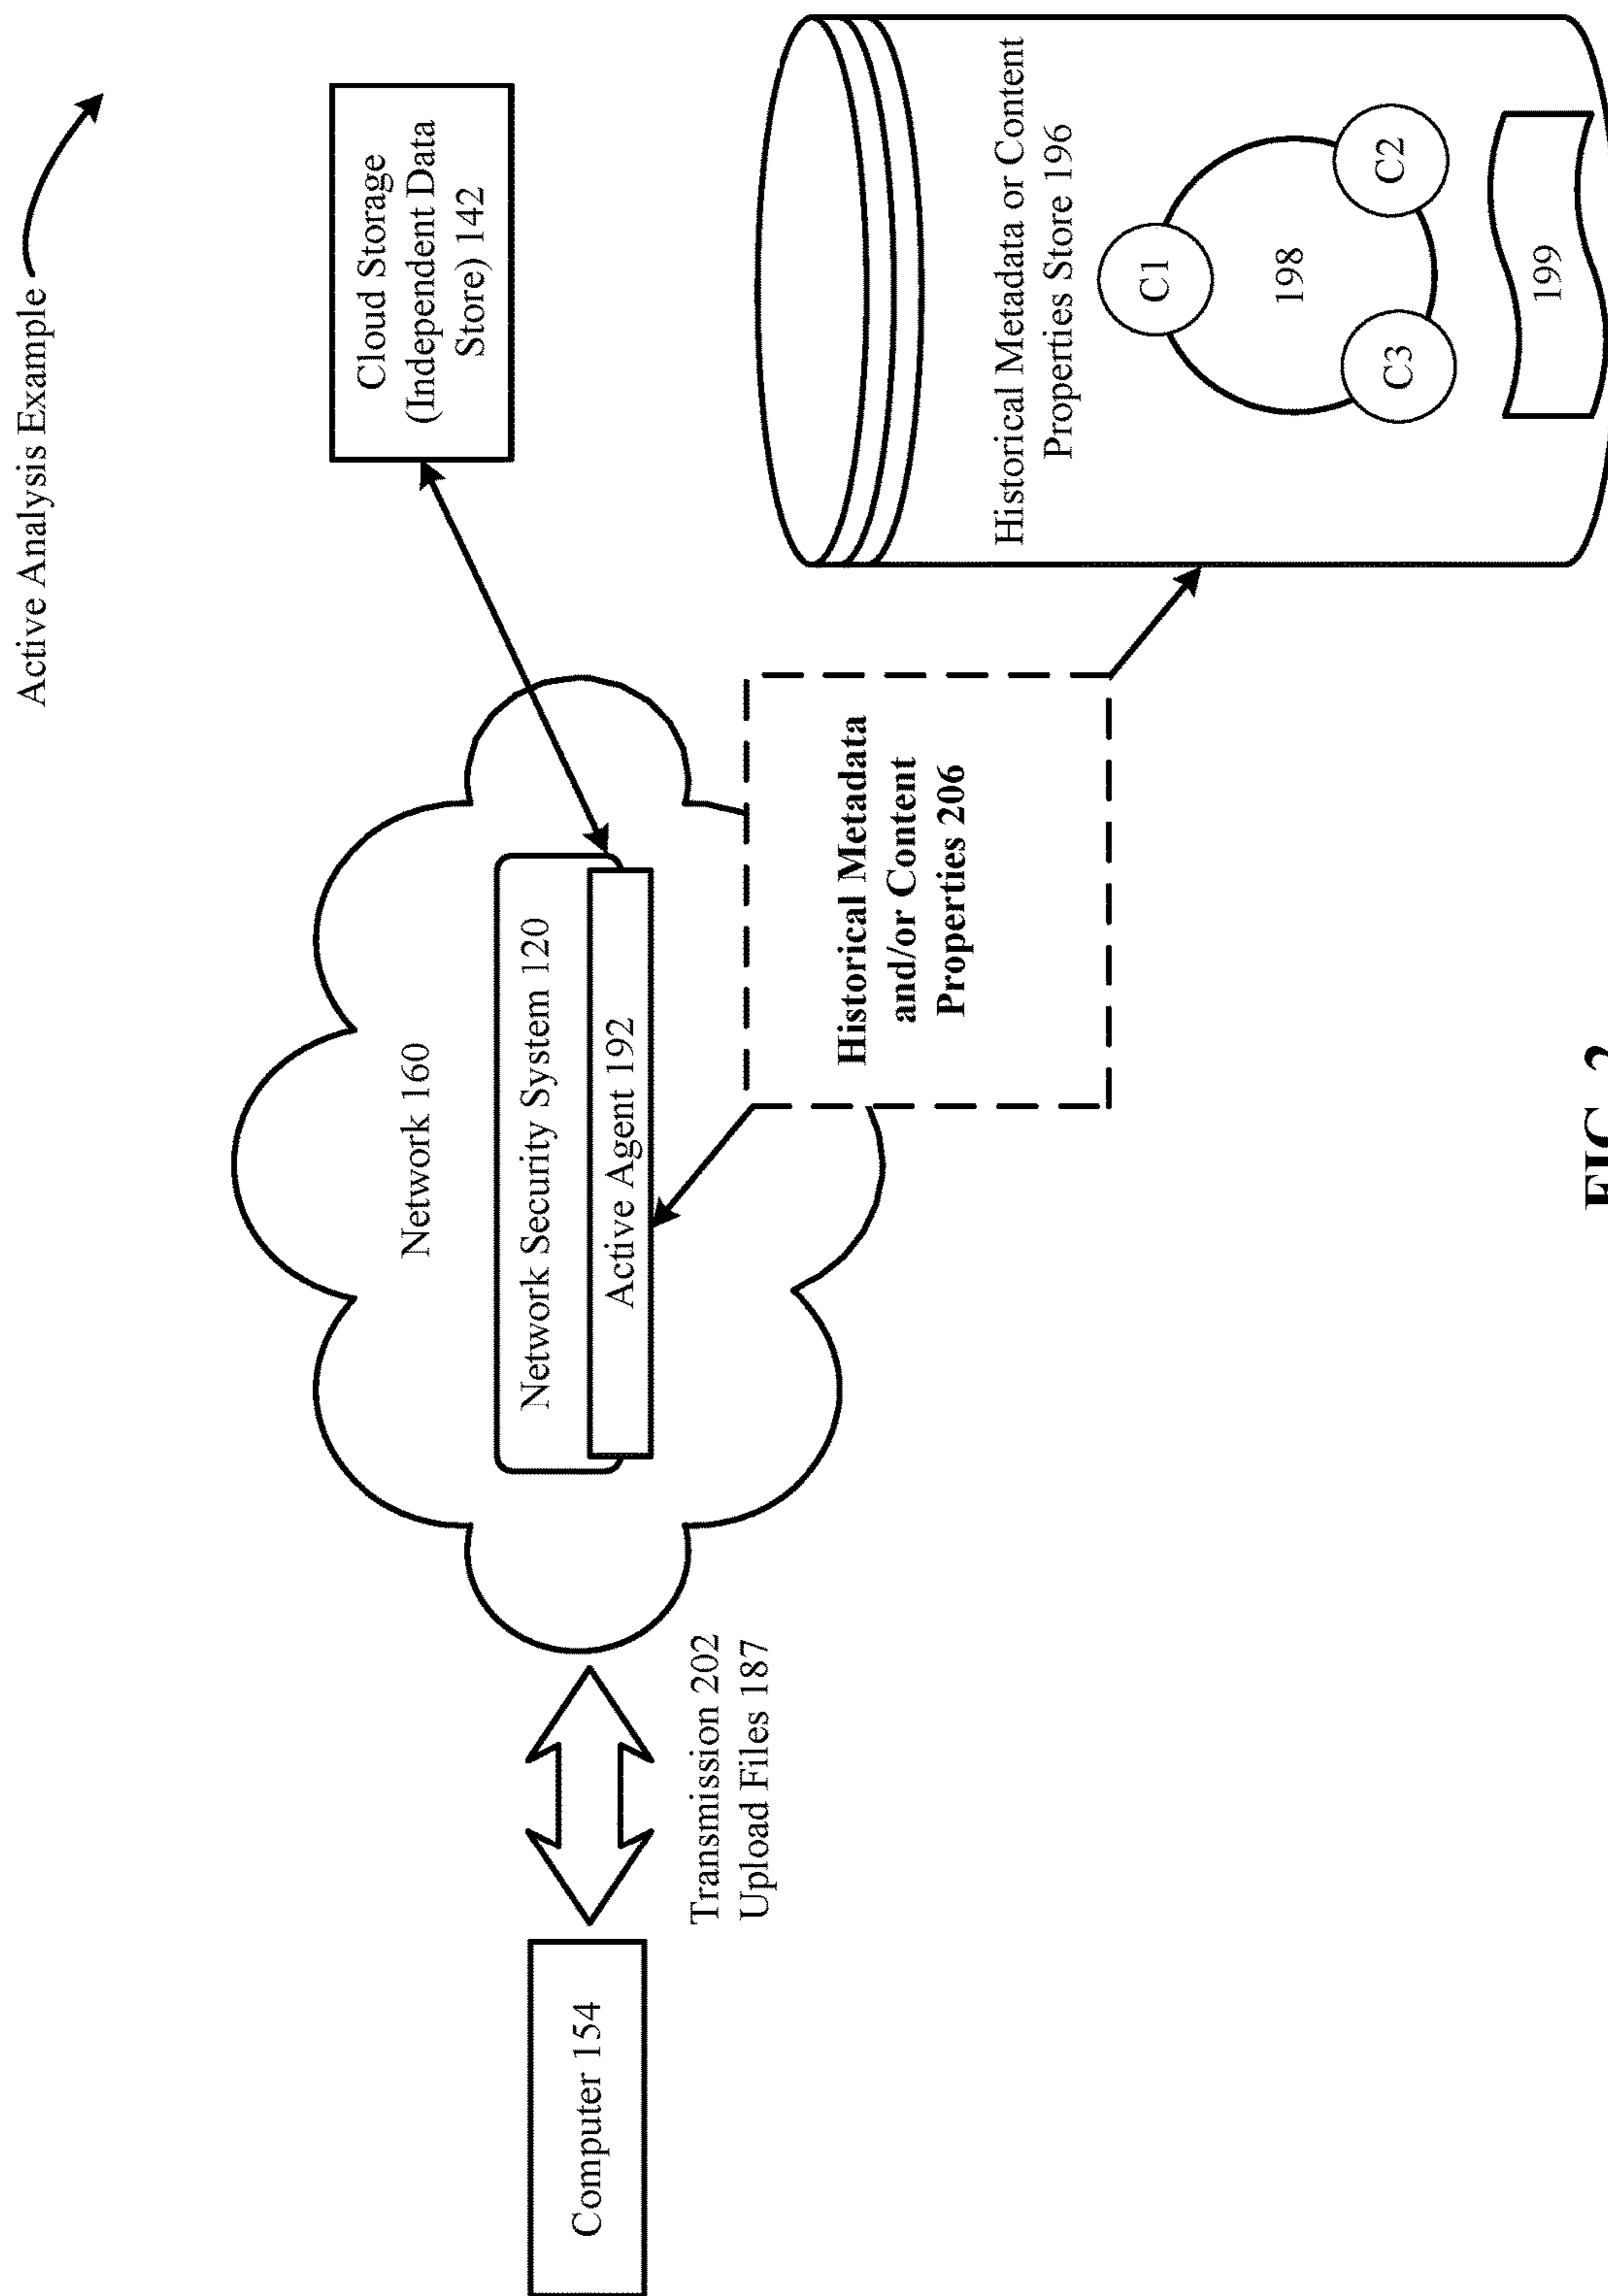 Active Analysis Example
Cloud Storage
(Independent Data
Store) 142
Network 160
Network Security System 120
Active Agent 192
Computer 154
Transmission 202
Upload Files 187
Historical Metadata
and/or Content
Properties 206
Historical Metadata or Content
Properties Store 196
C1
198
C3
C2
199